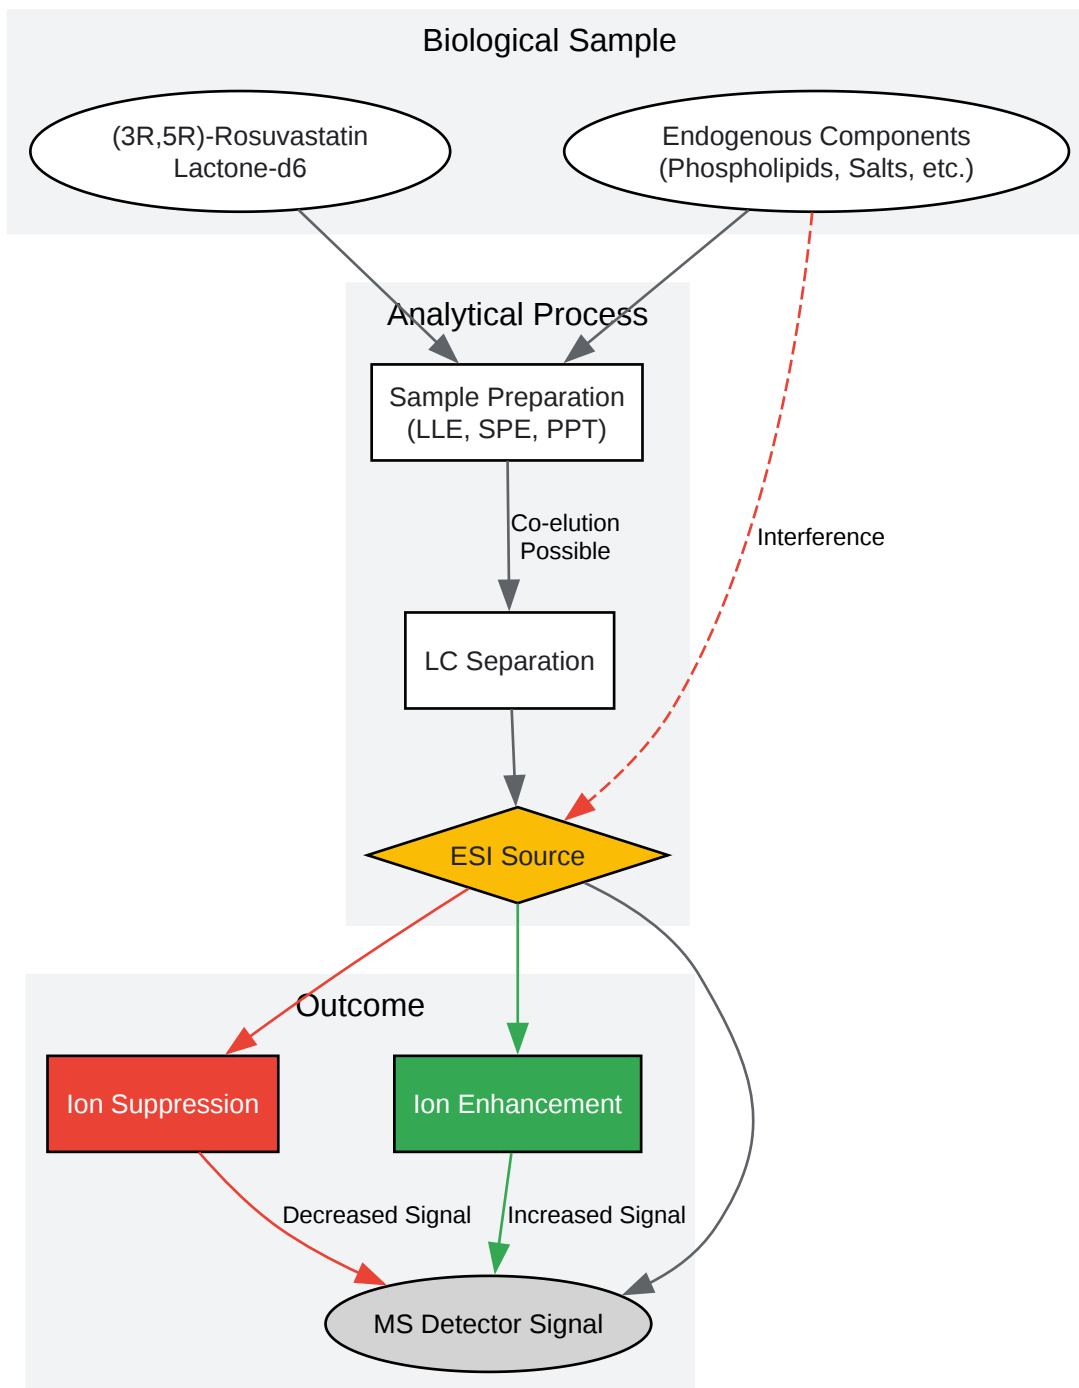 Biological Sample
(3R,5R)-Rosuvastatin
Lactone-d6
Endogenous Components
(Phospholipids, Salts, etc.)
Analytical Process
Sample Preparation
(LLE, SPE, PPT)
Co-elution
Possible
Interference
LC Separation
ESI Source
Outcome
Ion Suppression
Ion Enhancement
Decreased Signal
Increased Signal
MS Detector Signal